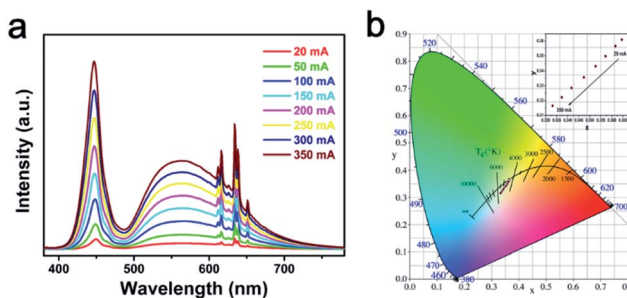 a
Intensity (a.u.)
20 mA
50 mA
100 mA
150 mA
200 mA
250 mA
300 mA
350 mA
400
500
600
700
Wavelength (nm)
b
y
0.9
0.8
0.7
0.6
0.5
0.4
0.3
0.2
0.1
0.0
520
540
560
580
600
620
700
500
490
480
470
460
380
Tc(°K)
10000
6000
4000
3000
2500
2000
1500
∞
20 mA
350 mA
y
x
0.0
0.1
0.2
0.3
0.4
0.5
0.6
0.7
0.8
x